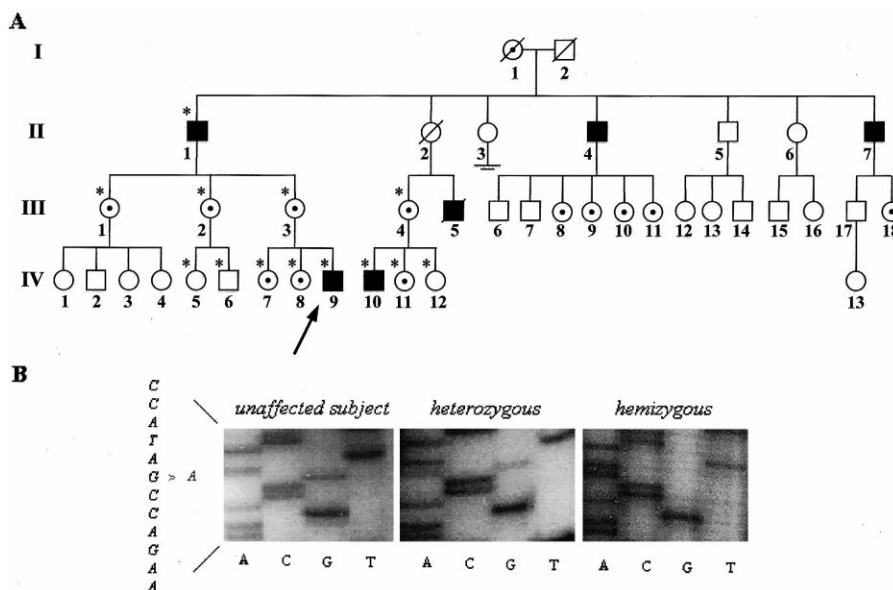 A
I
1 2
* 
II
1 2 3 4 5 6 7
* * * *
III
1 2 3 4 5 6 7 8 9 10 11 12 13 14 15 16 17 18
* * * * * * * *
IV
1 2 3 4 5 6 7 8 9 10 11 12 13
B
unaffected subject heterozygous hemizygous
C
C
A
T
A
G > A
C
C
A
G
A
A
A C G T A C G T A C G T